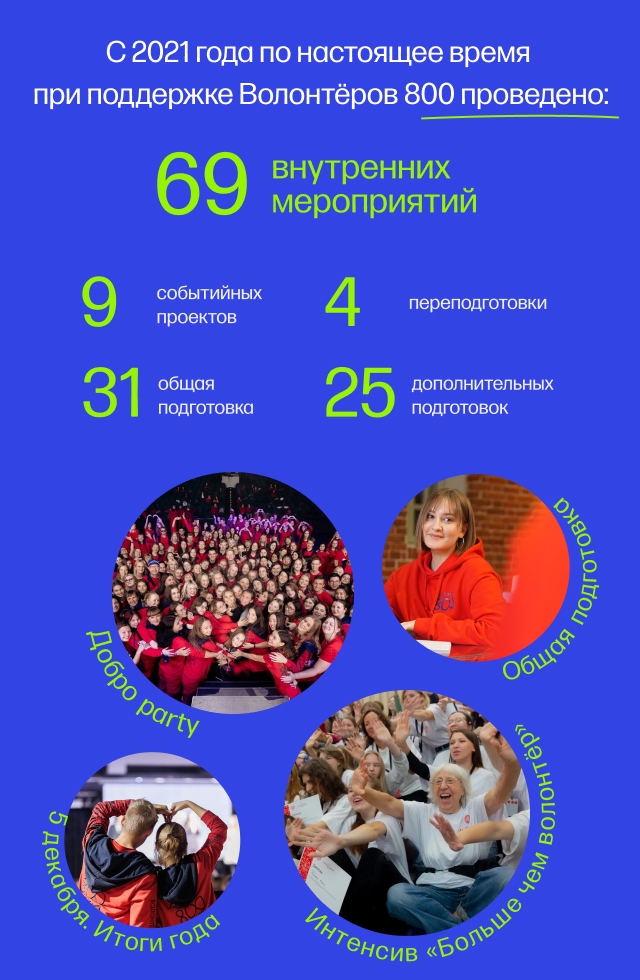 С 2021 года по настоящее время
при поддержке Волонтёров 800 проведено:
69 внутренних
мероприятий
9 событийных
проектов
4 переподготовки
31 общая
подготовка
25 дополнительных
подготовок
Добро party
Общая подготовка
5 декабря. Итоги года
Интенсив «Больше чем волонтёр»